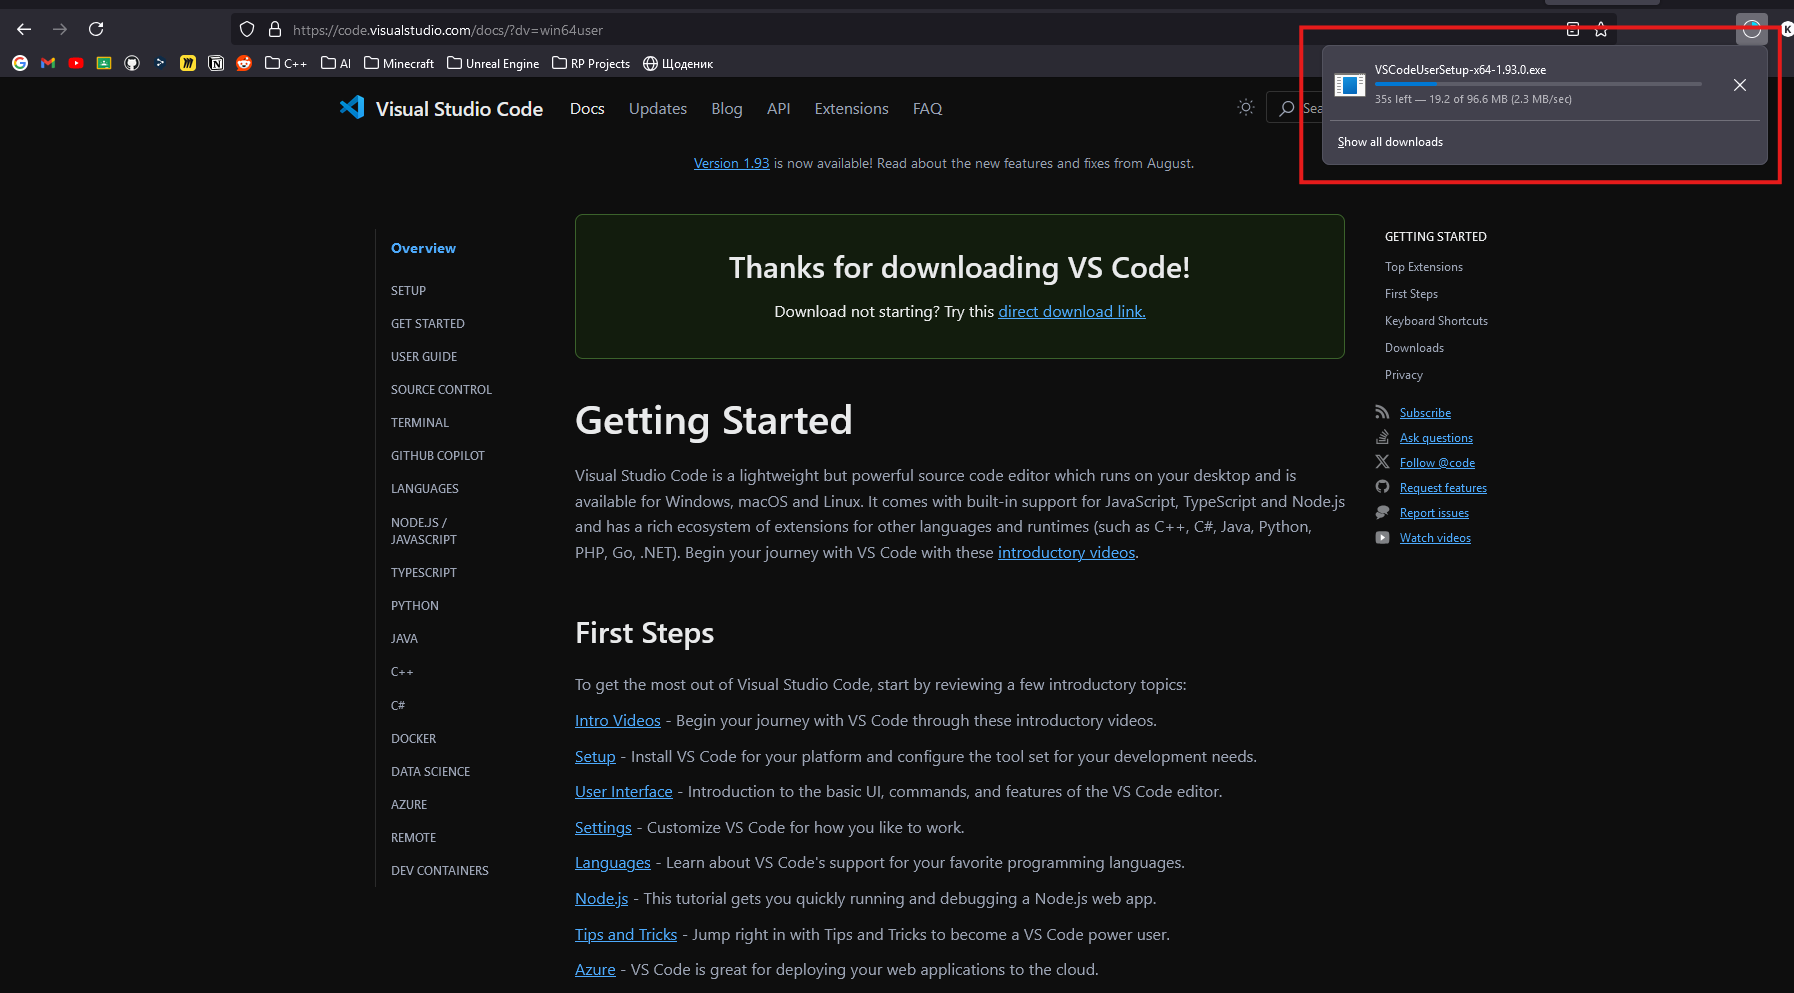 https://code.visualstudio.com/docs/?dv=win64user
K
C++
AI
Minecraft
Unreal Engine
RP Projects
Щоденик
VSCodeUserSetup-x64-1.93.0.exe
35s left — 19.2 of 96.6 MB (2.3 MB/sec)
Show all downloads
Visual Studio Code
Docs
Updates
Blog
API
Extensions
FAQ
Sea
Version 1.93 is now available! Read about the new features and fixes from August.
Overview
SETUP
GET STARTED
USER GUIDE
SOURCE CONTROL
TERMINAL
GITHUB COPILOT
LANGUAGES
NODE.JS /
JAVASCRIPT
TYPESCRIPT
PYTHON
JAVA
C++
C#
DOCKER
DATA SCIENCE
AZURE
REMOTE
DEV CONTAINERS
Thanks for downloading VS Code!
Download not starting? Try this direct download link.
Getting Started
Visual Studio Code is a lightweight but powerful source code editor which runs on your desktop and is
available for Windows, macOS and Linux. It comes with built-in support for JavaScript, TypeScript and Node.js
and has a rich ecosystem of extensions for other languages and runtimes (such as C++, C#, Java, Python,
PHP, Go, .NET). Begin your journey with VS Code with these introductory videos.
First Steps
To get the most out of Visual Studio Code, start by reviewing a few introductory topics:
Intro Videos - Begin your journey with VS Code through these introductory videos.
Setup - Install VS Code for your platform and configure the tool set for your development needs.
User Interface - Introduction to the basic UI, commands, and features of the VS Code editor.
Settings - Customize VS Code for how you like to work.
Languages - Learn about VS Code's support for your favorite programming languages.
Node.js - This tutorial gets you quickly running and debugging a Node.js web app.
Tips and Tricks - Jump right in with Tips and Tricks to become a VS Code power user.
Azure - VS Code is great for deploying your web applications to the cloud.
GETTING STARTED
Top Extensions
First Steps
Keyboard Shortcuts
Downloads
Privacy
Subscribe
Ask questions
Follow @code
Request features
Report issues
Watch videos